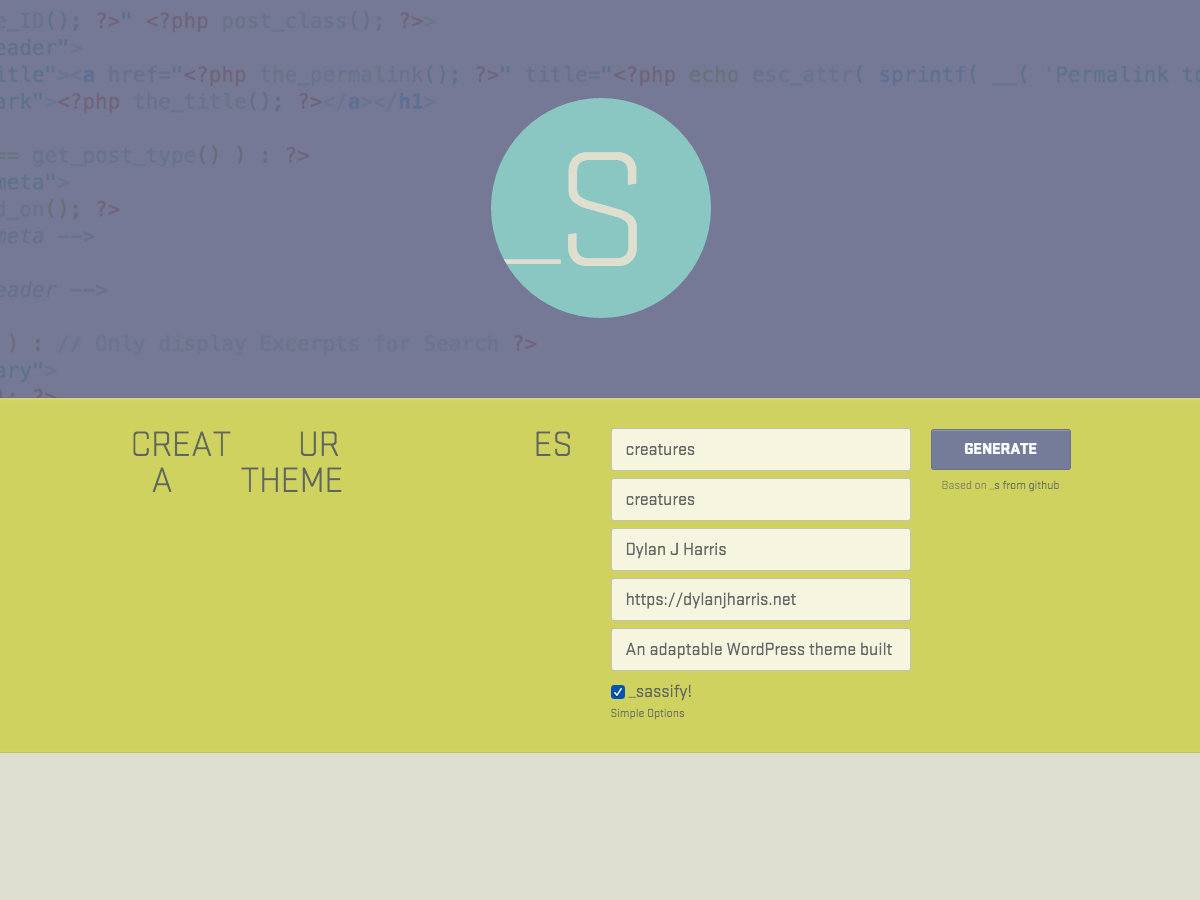 e_ID(); ?>" <?php post_class(); ?>>
eader">
itle"><a href="<?php the_permalink(); ?>" title="<?php echo esc_attr( sprintf( __( 'Permalink to
ark"><?php the_title(); ?></a></h1>
== get_post_type() ) : ?>
meta">
d_on(); ?>
meta -->
eader -->
) : // Only display Excerpts for Search ?>
ary">
_S
CREAT UR ES
A THEME
creatures
GENERATE
Based on _s from github
creatures
Dylan J Harris
https://dylanjharris.net
An adaptable WordPress theme built
_sassify!
Simple Options